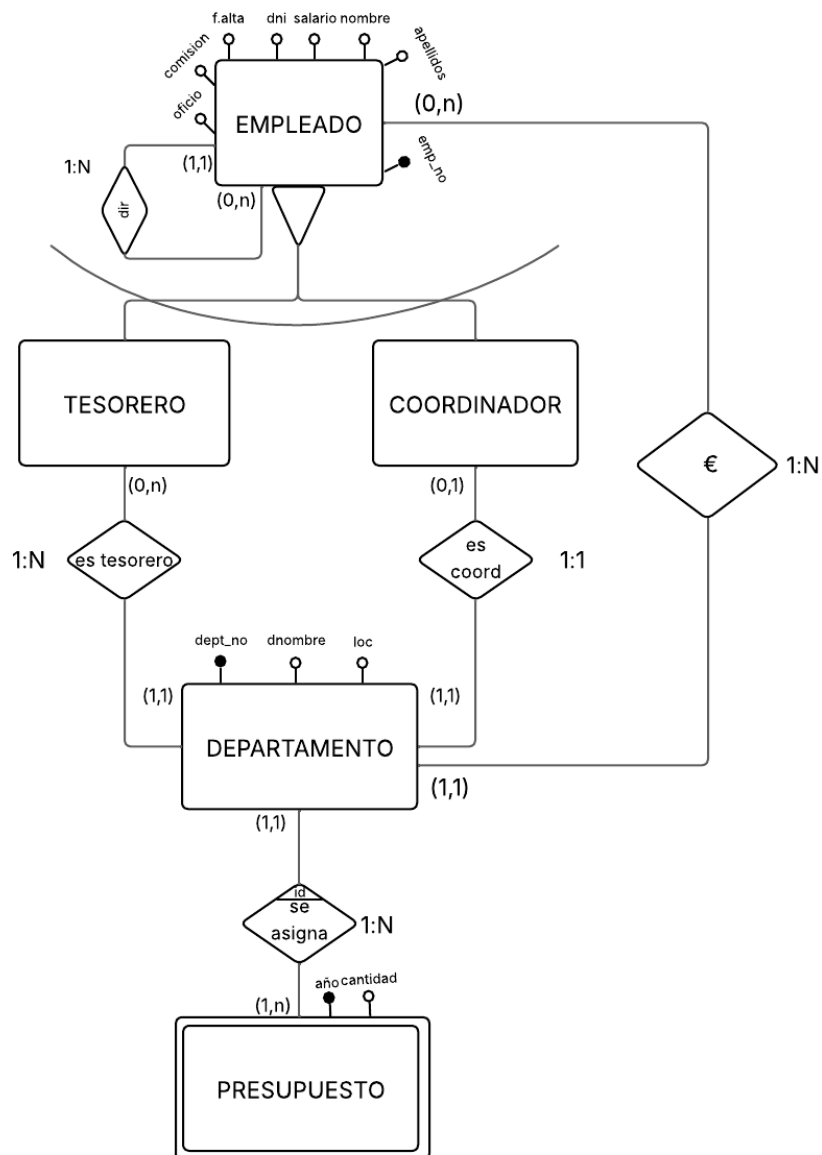 f.alta
dni
salario
nombre
apellidos
comision
oficio
EMPLEADO
(0,n)
emp_no
1:N
(1,1)
dir
(0,n)
TESORERO
COORDINADOR
(0,n)
(0,1)
€
1:N
1:N
es tesorero
es
coord
1:1
dept_no
dnombre
loc
(1,1)
(1,1)
DEPARTAMENTO
(1,1)
(1,1)
id
se
asigna
1:N
año
cantidad
(1,n)
PRESUPUESTO